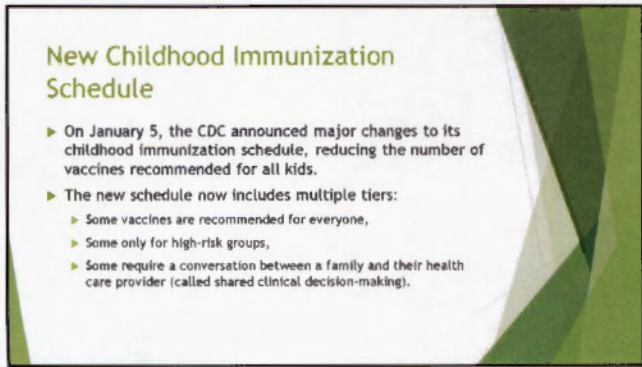 New Childhood Immunization
Schedule
▶ On January 5, the CDC announced major changes to its
childhood immunization schedule, reducing the number of
vaccines recommended for all kids.
▶ The new schedule now includes multiple tiers:
▶ Some vaccines are recommended for everyone,
▶ Some only for high-risk groups,
▶ Some require a conversation between a family and their health
care provider (called shared clinical decision-making).